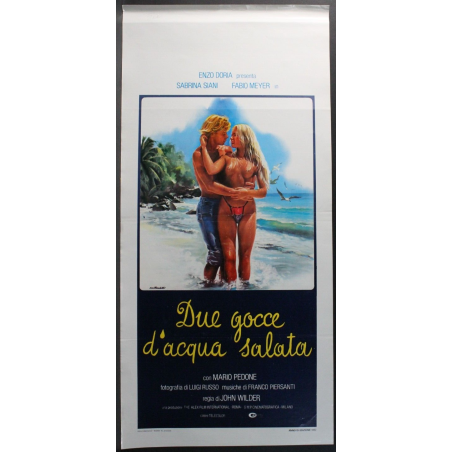 ENZO DORIA presenta
SABRINA SIANI FABIO MEYER in
Due gocce
d'acqua salata
con MARIO PEDONE
fotografia di LUIGI RUSSO musiche di FRANCO PIERSANTI
regia di JOHN WILDER